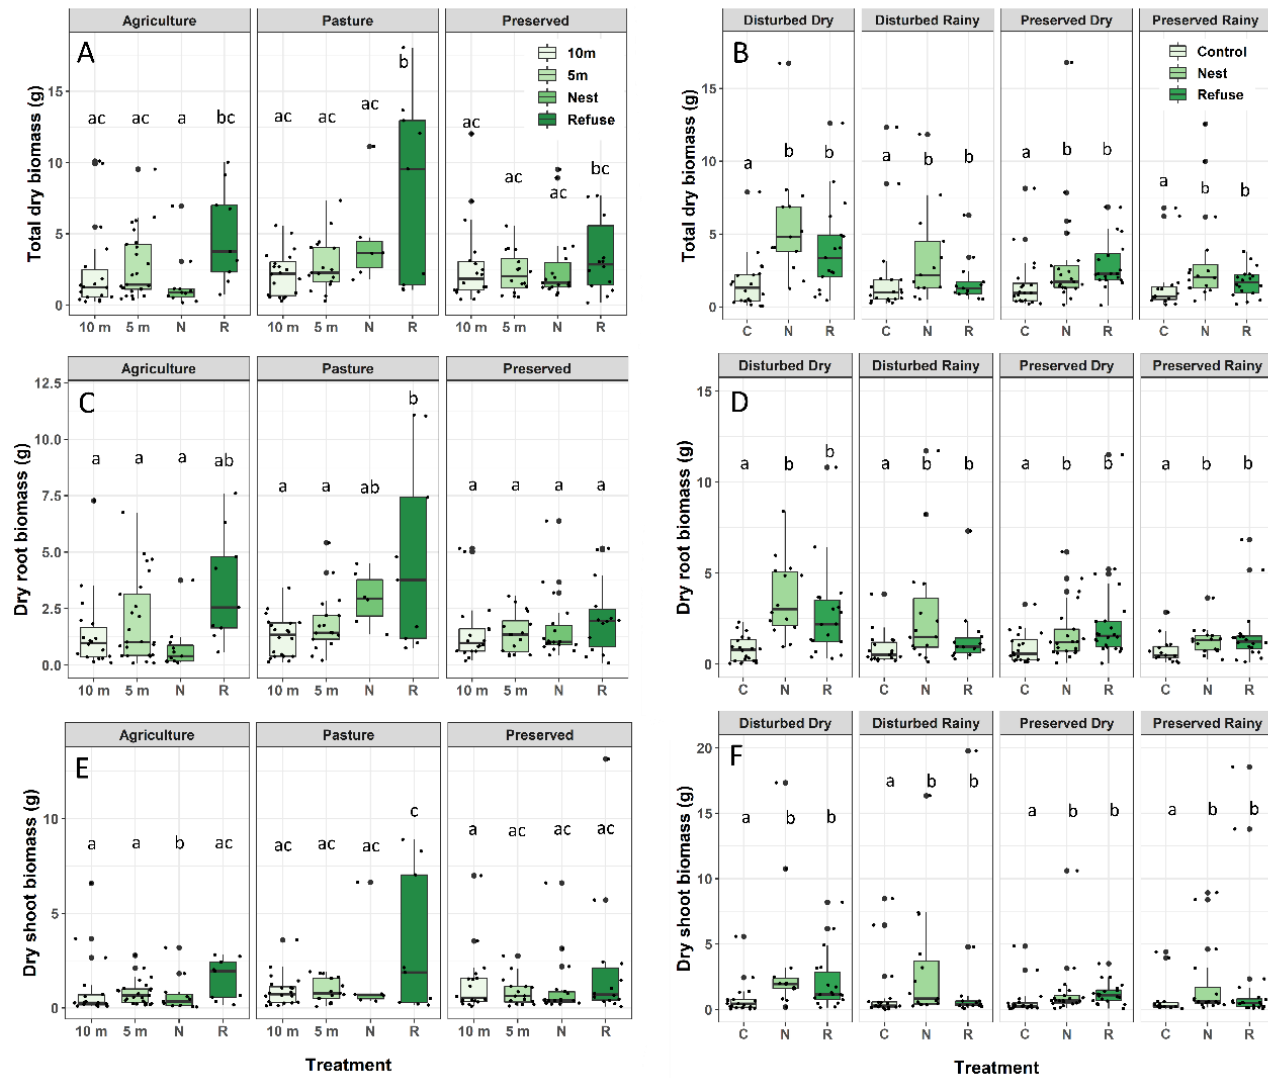 Agriculture Pasture Preserved
A
10m
5m
Nest
Refuse
Total dry biomass (g)
15
10
5
0
ac ac a bc
ac ac ac b
ac ac ac bc
10 m 5 m N R
10 m 5 m N R
10 m 5 m N R
Disturbed Dry Disturbed Rainy Preserved Dry Preserved Rainy
B
Control
Nest
Refuse
Total dry biomass (g)
15
10
5
0
a b b
a b b
a b b
a b b
C N R
C N R
C N R
C N R
Agriculture Pasture Preserved
C
Dry root biomass (g)
12.5
10.0
7.5
5.0
2.5
0.0
a a a ab
a a ab b
a a a a
10 m 5 m N R
10 m 5 m N R
10 m 5 m N R
Disturbed Dry Disturbed Rainy Preserved Dry Preserved Rainy
D
Dry root biomass (g)
15
10
5
0
a b b
a b b
a b b
a b b
C N R
C N R
C N R
C N R
Agriculture Pasture Preserved
E
Dry shoot biomass (g)
10
5
0
a a b ac
ac ac ac c
a ac ac ac
10 m 5 m N R
10 m 5 m N R
10 m 5 m N R
Treatment
Disturbed Dry Disturbed Rainy Preserved Dry Preserved Rainy
F
Dry shoot biomass (g)
20
15
10
5
0
a b b
a b b
a b b
a b b
C N R
C N R
C N R
C N R
Treatment